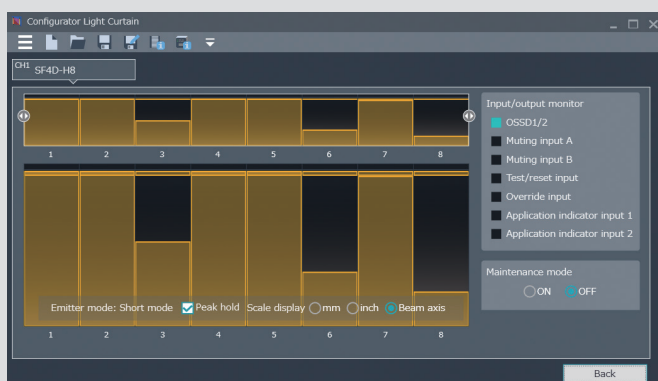 Configurator Light Curtain
CH1 SF4D-H8
1 2 3 4 5 6 7 8
Emitter mode: Short mode Peak hold Scale display mm inch Beam axis
1 2 3 4 5 6 7 8
Input/output monitor
OSSD1/2
Muting input A
Muting input B
Test/reset input
Override input
Application indicator input 1
Application indicator input 2
Maintenance mode
ON OFF
Back